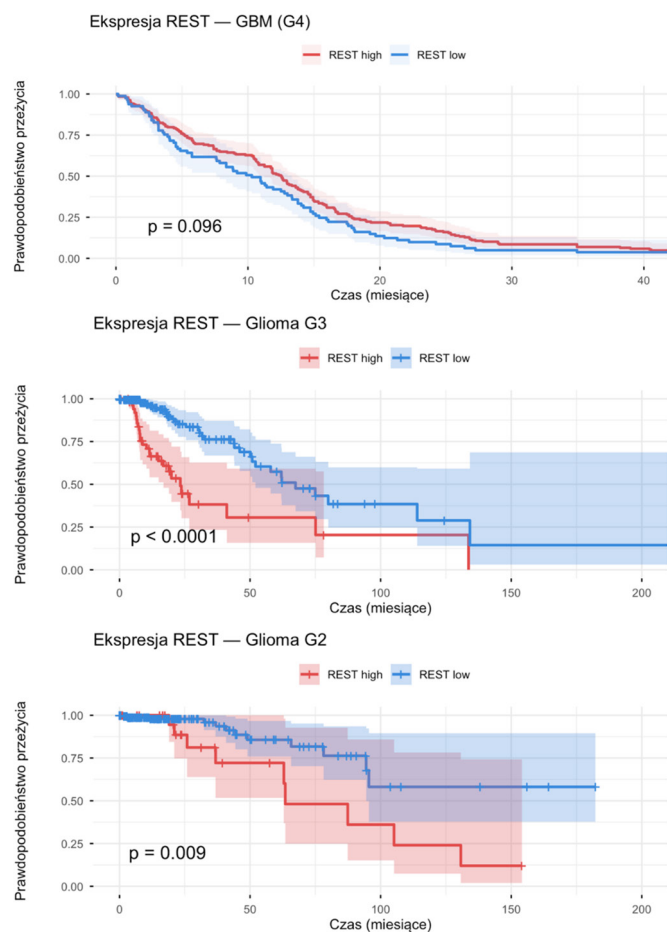 Ekspresja REST — GBM (G4)
REST high REST low
Prawdopodobieństwo przeżycia
1.00
0.75
0.50
0.25
0.00
p = 0.096
0 10 20 30 40
Czas (miesiące)
Ekspresja REST — Glioma G3
REST high REST low
Prawdopodobieństwo przeżycia
1.00
0.75
0.50
0.25
0.00
p < 0.0001
0 50 100 150 200
Czas (miesiące)
Ekspresja REST — Glioma G2
REST high REST low
Prawdopodobieństwo przeżycia
1.00
0.75
0.50
0.25
0.00
p = 0.009
0 50 100 150 200
Czas (miesiące)